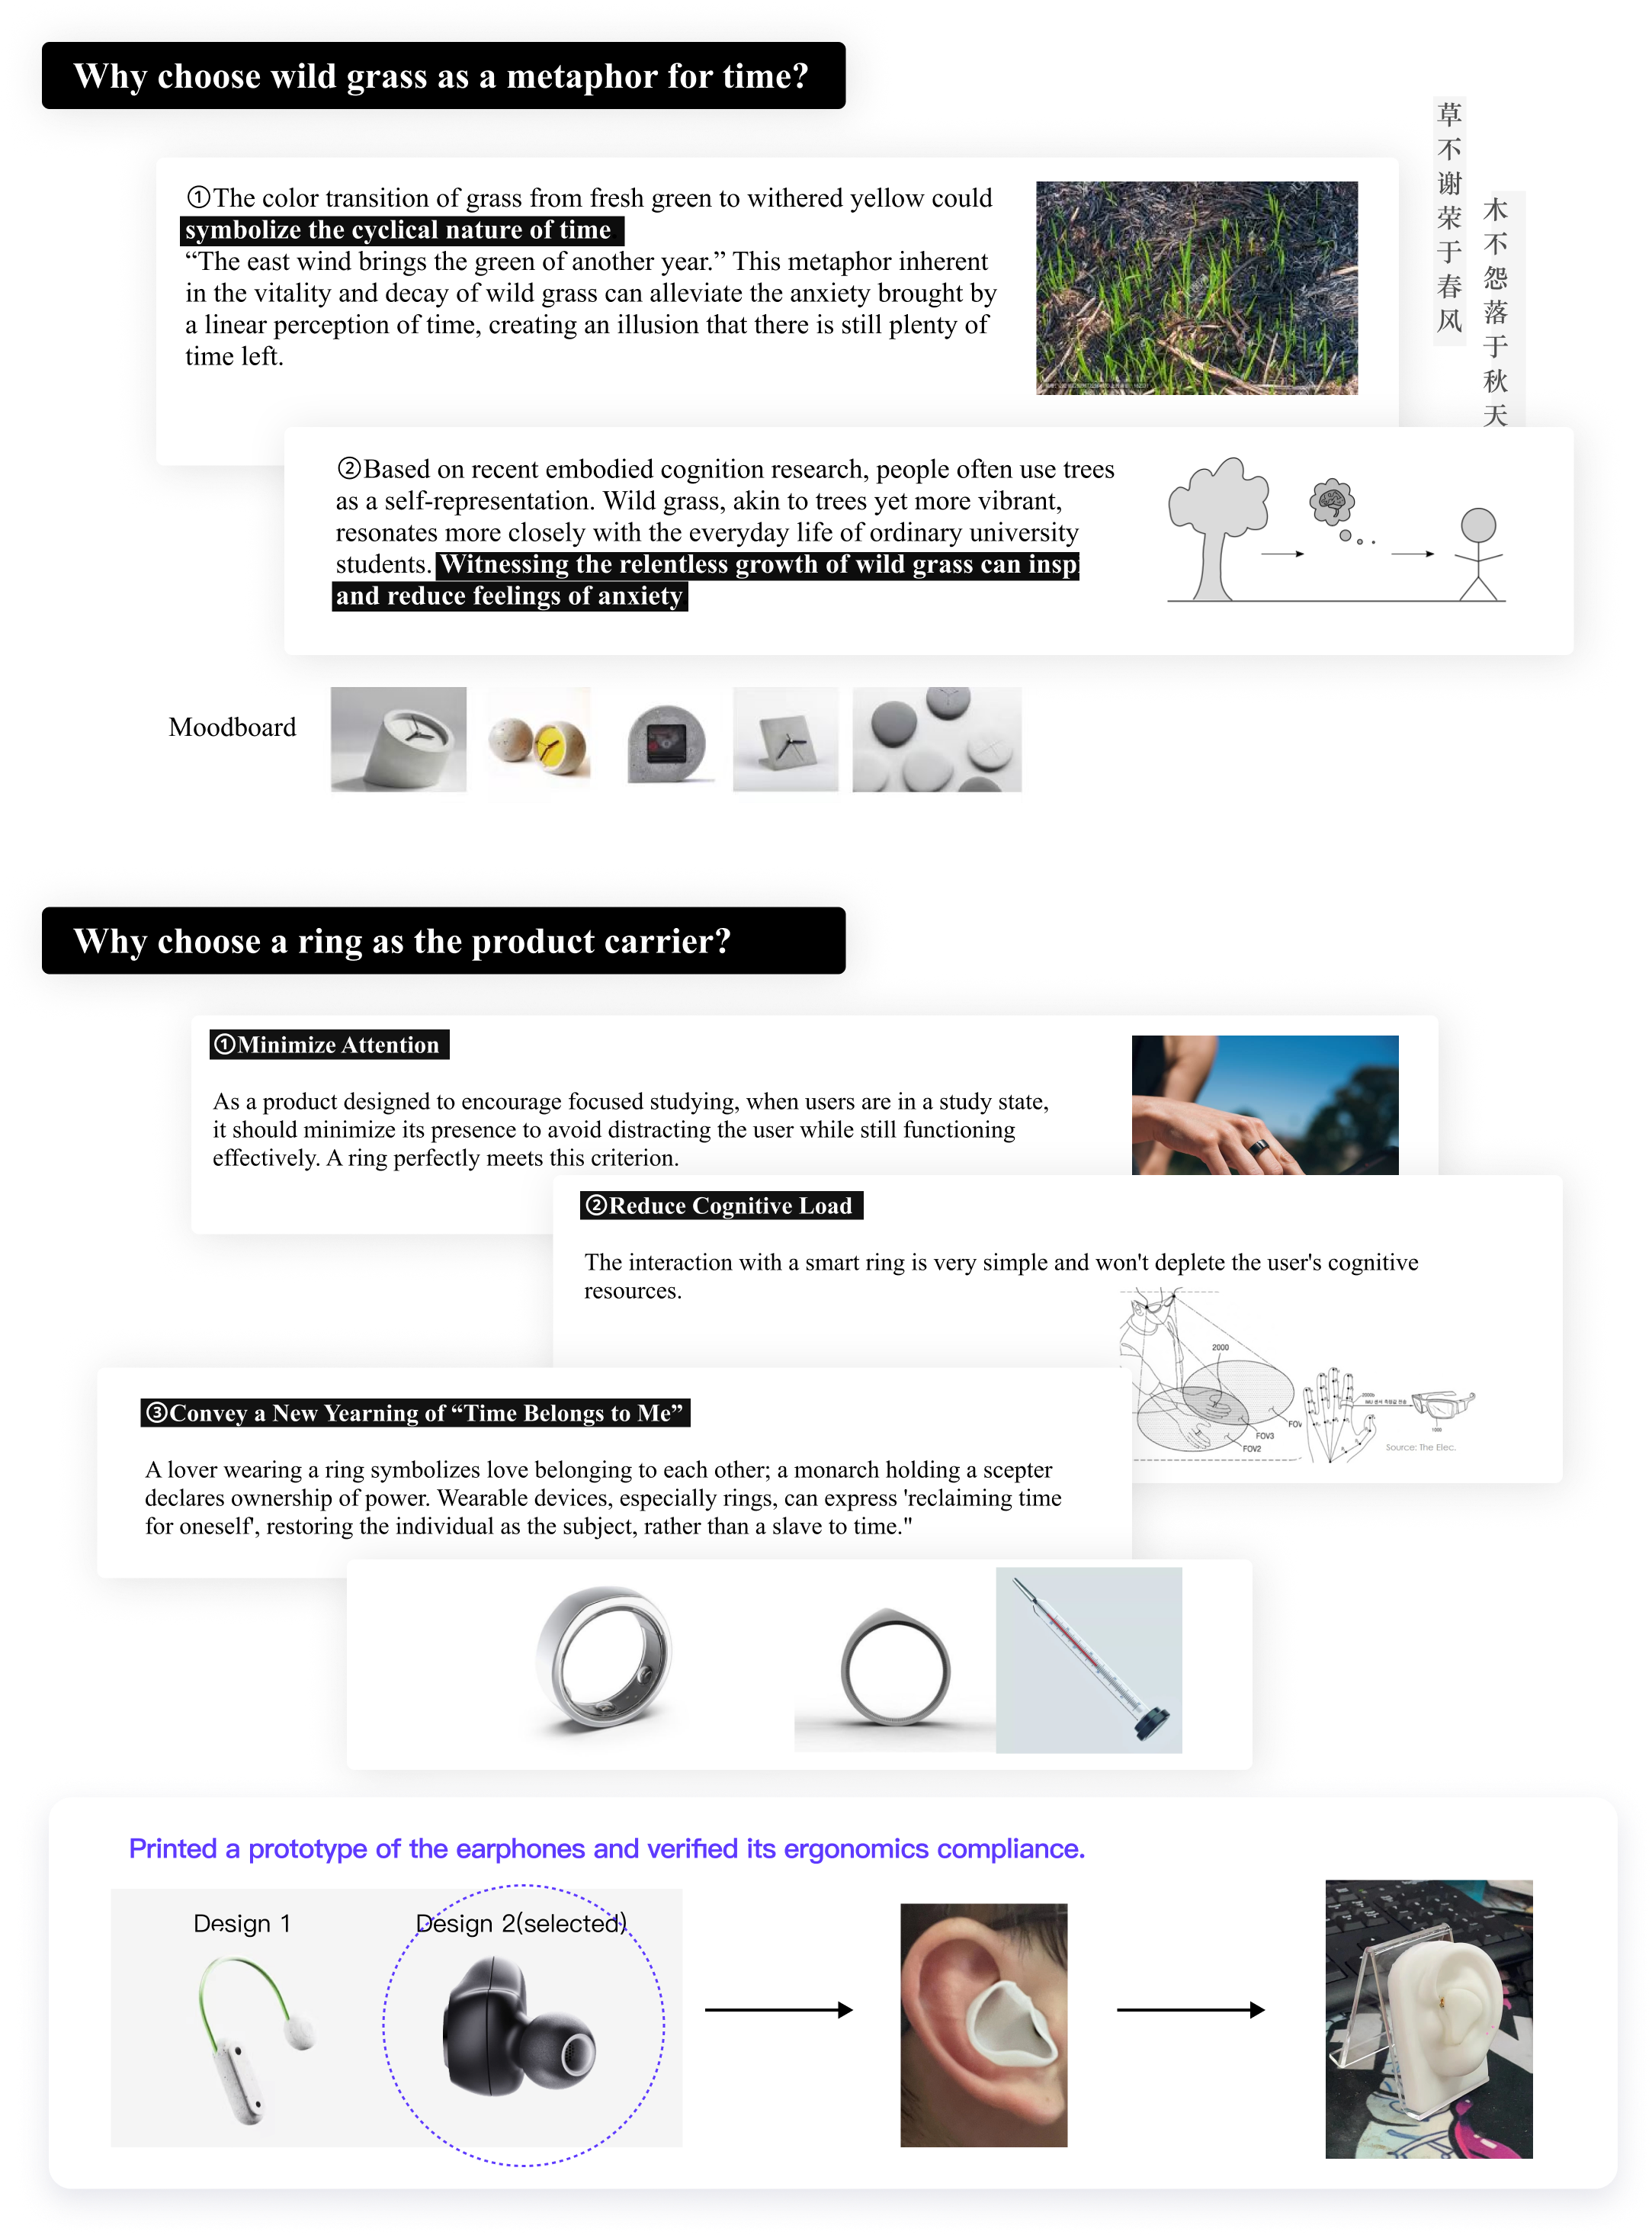 Why choose wild grass as a metaphor for time?
草不谢荣于春风
木不怨落于秋天
①The color transition of grass from fresh green to withered yellow could
symbolize the cyclical nature of time
“The east wind brings the green of another year.” This metaphor inherent
in the vitality and decay of wild grass can alleviate the anxiety brought by
a linear perception of time, creating an illusion that there is still plenty of
time left.
②Based on recent embodied cognition research, people often use trees
as a self-representation. Wild grass, akin to trees yet more vibrant,
resonates more closely with the everyday life of ordinary university
students. Witnessing the relentless growth of wild grass can inspi
and reduce feelings of anxiety
Moodboard
Why choose a ring as the product carrier?
①Minimize Attention
As a product designed to encourage focused studying, when users are in a study state,
it should minimize its presence to avoid distracting the user while still functioning
effectively. A ring perfectly meets this criterion.
②Reduce Cognitive Load
The interaction with a smart ring is very simple and won't deplete the user's cognitive
resources.
2000
FOV
FOV3
FOV2
2000b
1000
Source: The Elec.
③Convey a New Yearning of “Time Belongs to Me”
A lover wearing a ring symbolizes love belonging to each other; a monarch holding a scepter
declares ownership of power. Wearable devices, especially rings, can express 'reclaiming time
for oneself', restoring the individual as the subject, rather than a slave to time."
Printed a prototype of the earphones and verified its ergonomics compliance.
Design 1
Design 2(selected)